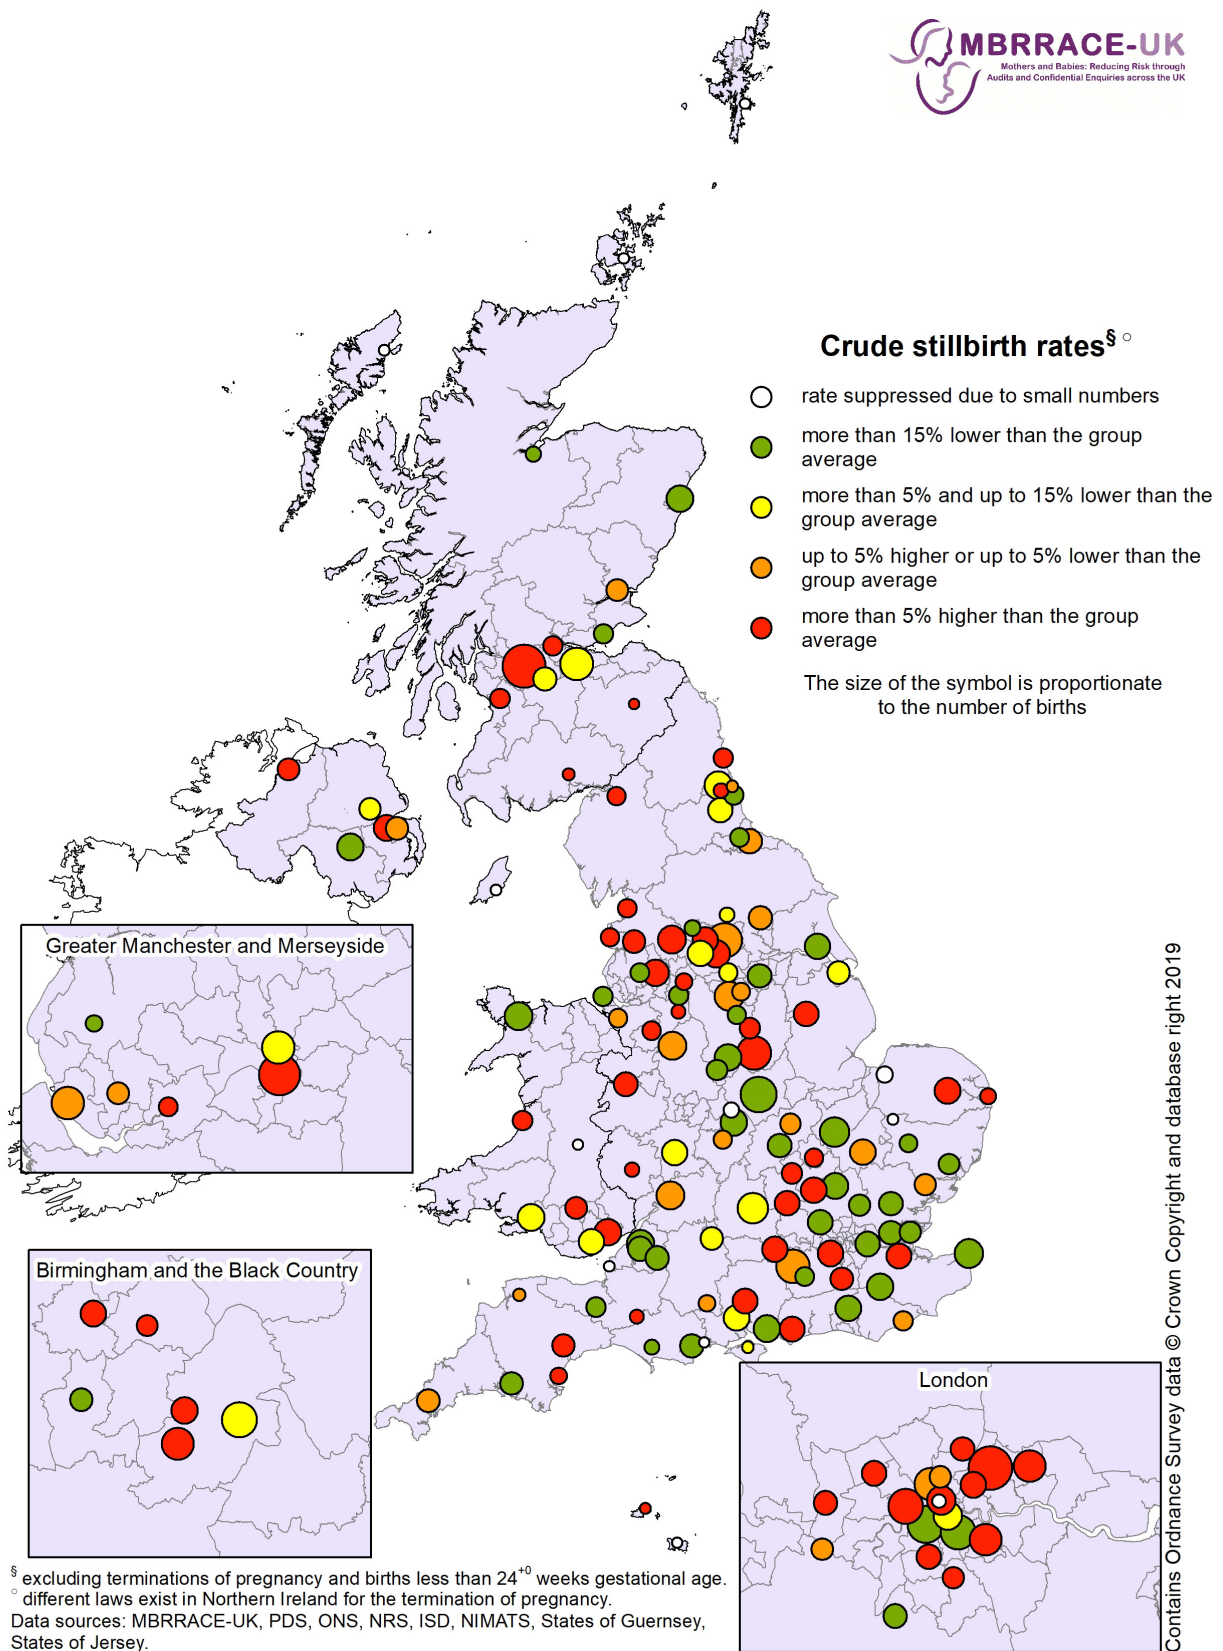 MBRRACE-UK
Mothers and Babies: Reducing Risk through
Audits and Confidential Enquiries across the UK
Crude stillbirth rates§ ○
rate suppressed due to small numbers
more than 15% lower than the group
average
more than 5% and up to 15% lower than the
group average
up to 5% higher or up to 5% lower than the
group average
more than 5% higher than the group
average
The size of the symbol is proportionate
to the number of births
Greater Manchester and Merseyside
Birmingham and the Black Country
London
Contains Ordnance Survey data © Crown Copyright and database right 2019
§ excluding terminations of pregnancy and births less than 24+0 weeks gestational age.
○ different laws exist in Northern Ireland for the termination of pregnancy.
Data sources: MBRRACE-UK, PDS, ONS, NRS, ISD, NIMATS, States of Guernsey,
States of Jersey.